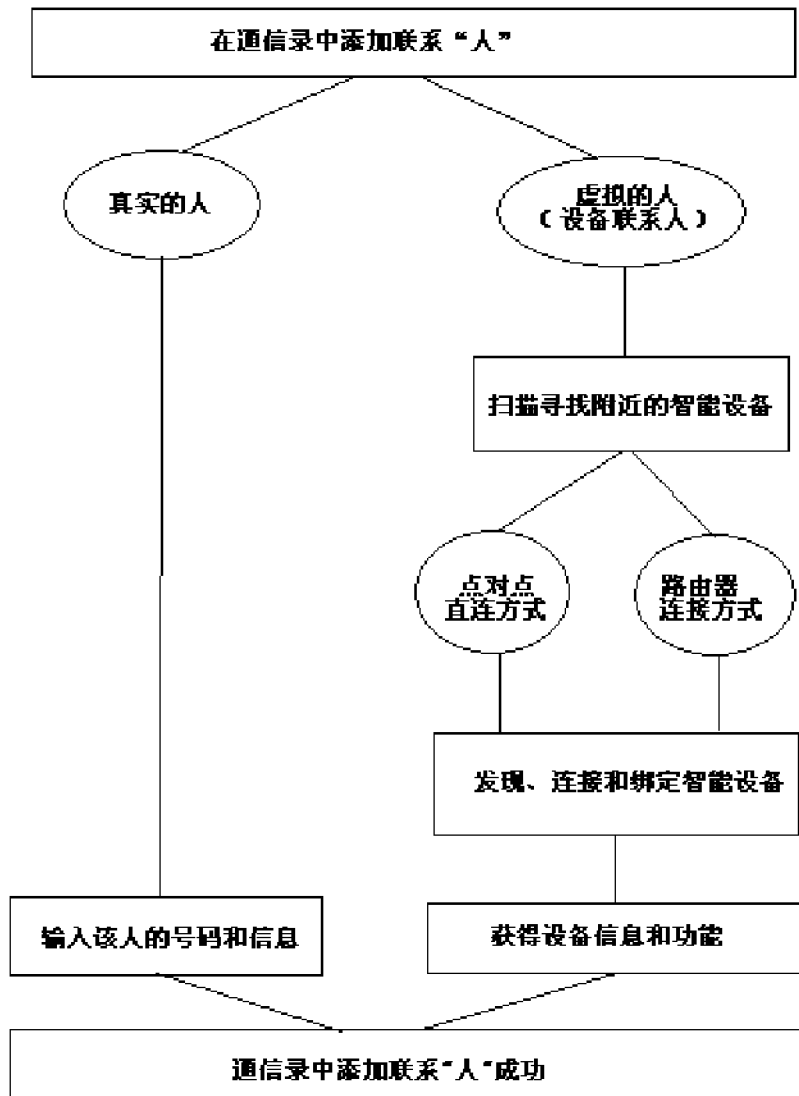 在通信录中添加联系“人”
真实的人
虚拟的人
（设备联系人）
扫描寻找附近的智能设备
点对点
直连方式
路由器
连接方式
发现、连接和绑定智能设备
输入该人的号码和信息
获得设备信息和功能
通信录中添加联系“人”成功